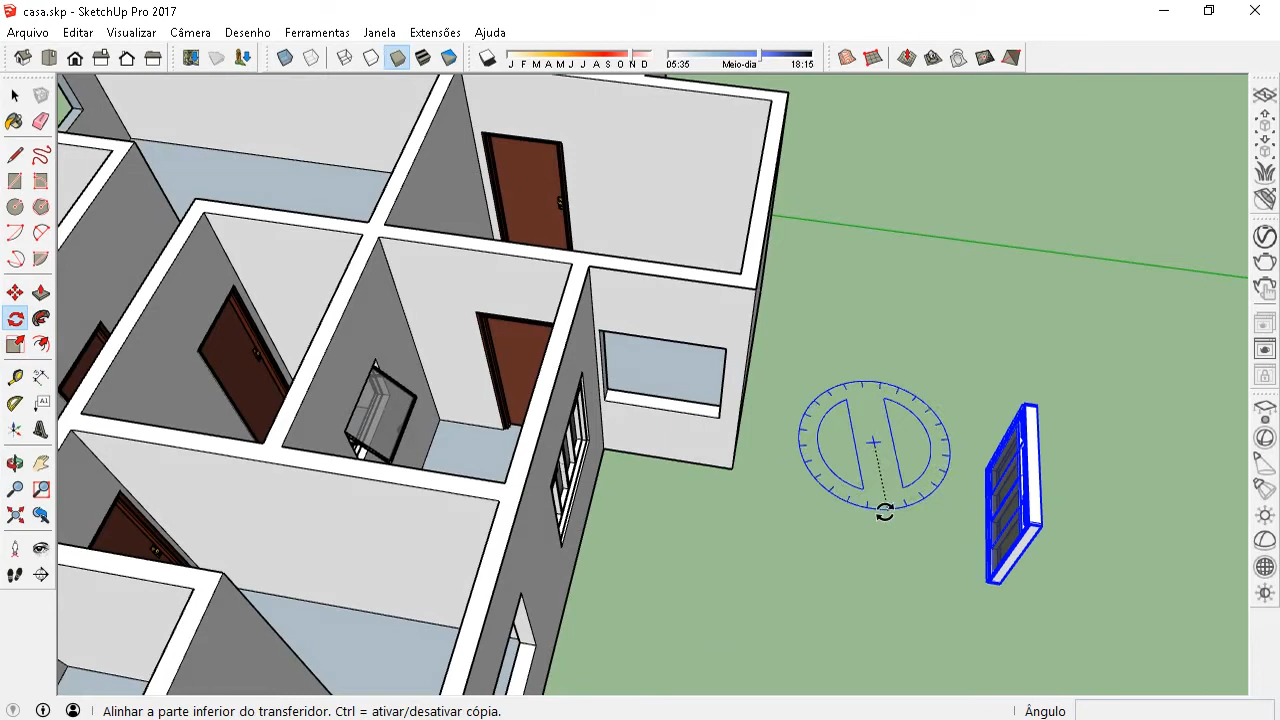 casa.skp - SketchUp Pro 2017
Arquivo Editar Visualizar Câmera Desenho Ferramentas Janela Extensões Ajuda
J F M A M J J A S O N D 05:35 Meio-dia 18:15
A1
Alinhar a parte inferior do transferidor. Ctrl = ativar/desativar cópia. Ângulo